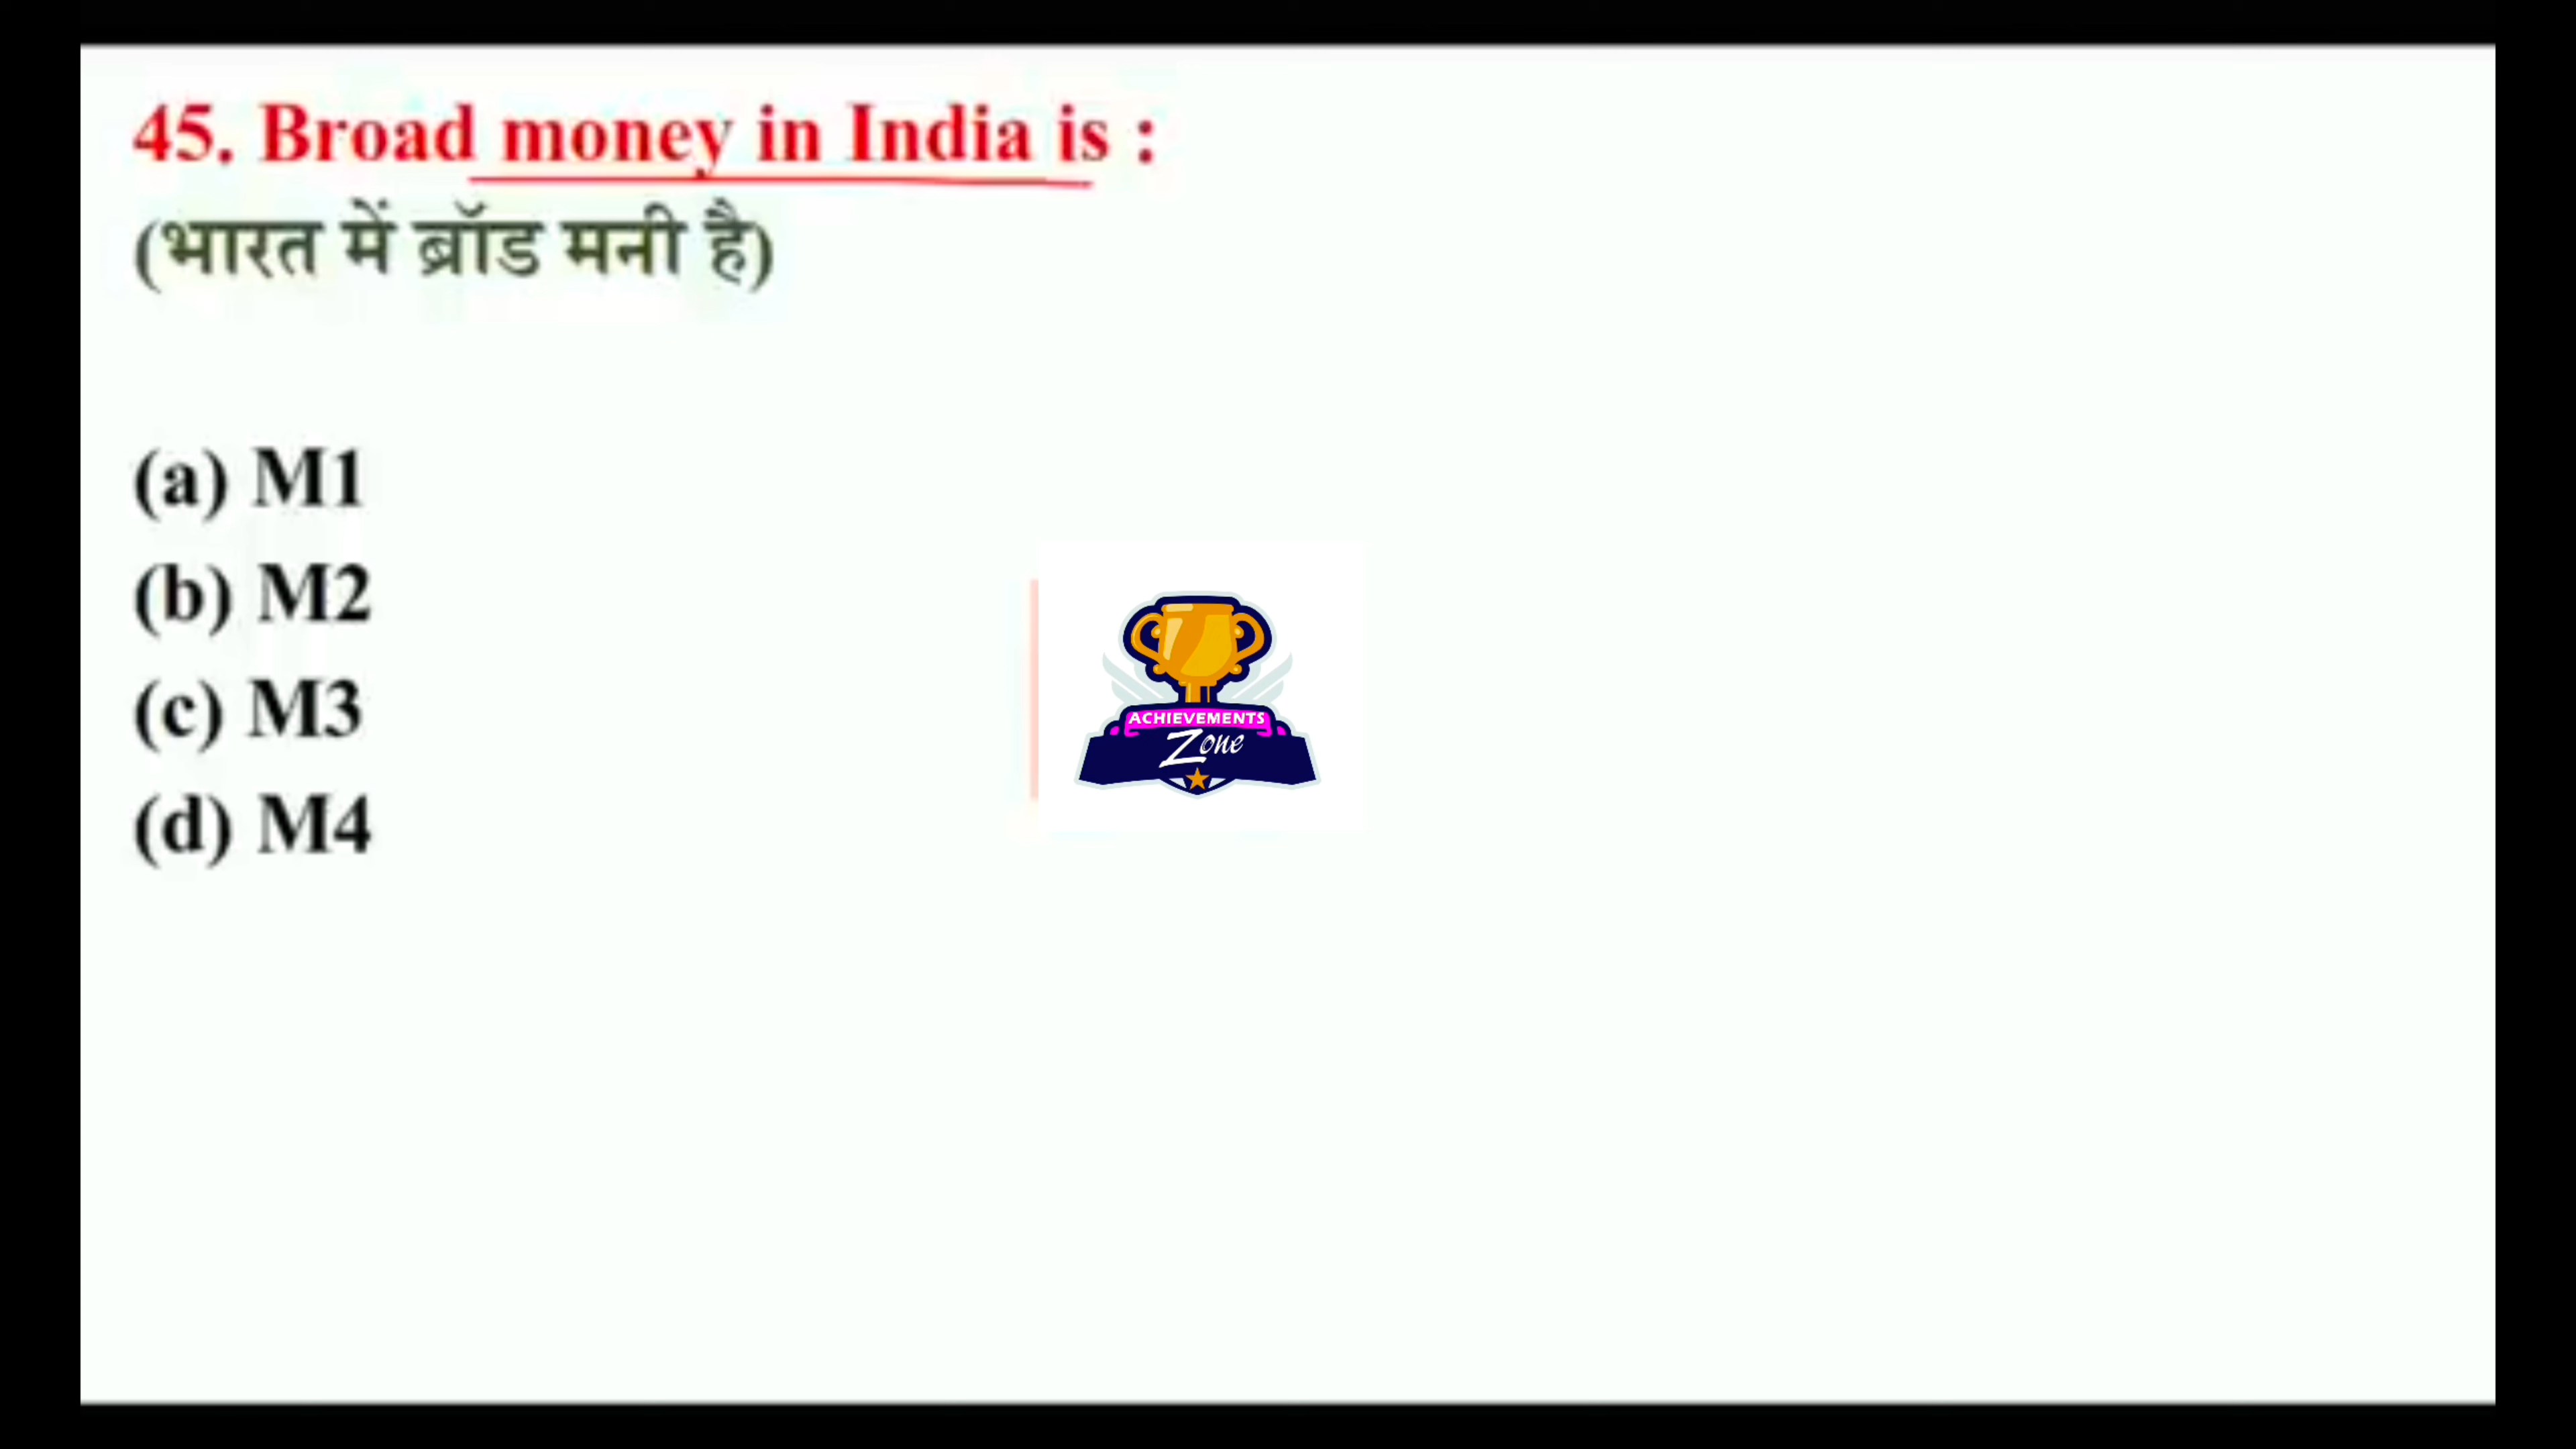 45. Broad money in India is :
(भारत में ब्रॉड मनी है)
(a) M1
(b) M2
(c) M3
(d) M4
ACHIEVEMENTS
Zone